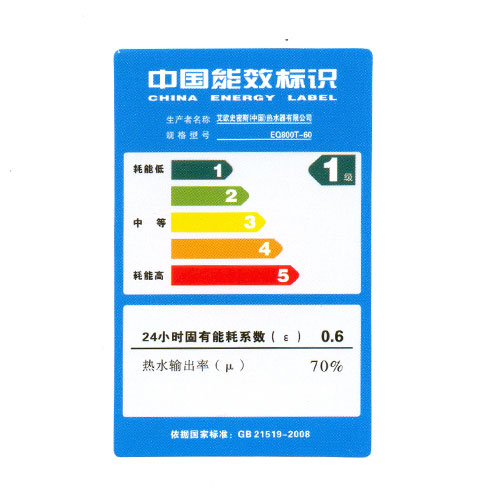 中国能效标识
CHINA ENERGY LABEL
生产者名称 艾欧史密斯(中国)热水器有限公司
规格型号 EQ800T-60
耗能低 1 1级
2
中等 3
4
耗能高 5
24小时固有能耗系数(ε) 0.6
热水输出率(μ) 70%
依据国家标准: GB 21519-2008